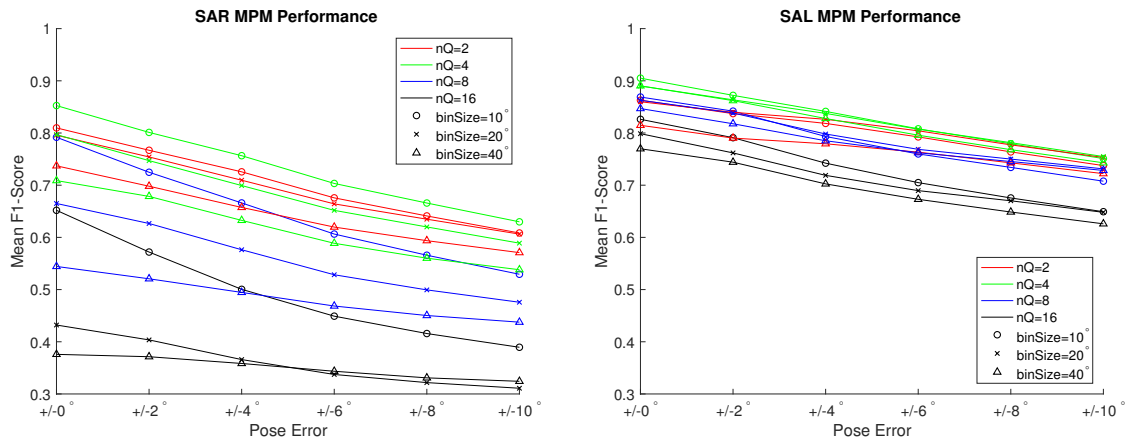 SAR MPM Performance
1
0.9
0.8
0.7
0.6
0.5
0.4
0.3
Mean F1-Score
nQ=2
nQ=4
nQ=8
nQ=16
binSize=10°
binSize=20°
binSize=40°
+/-0° +/-2° +/-4° +/-6° +/-8° +/-10°
Pose Error
SAL MPM Performance
1
0.9
0.8
0.7
0.6
0.5
0.4
0.3
Mean F1-Score
nQ=2
nQ=4
nQ=8
nQ=16
binSize=10°
binSize=20°
binSize=40°
+/-0° +/-2° +/-4° +/-6° +/-8° +/-10°
Pose Error